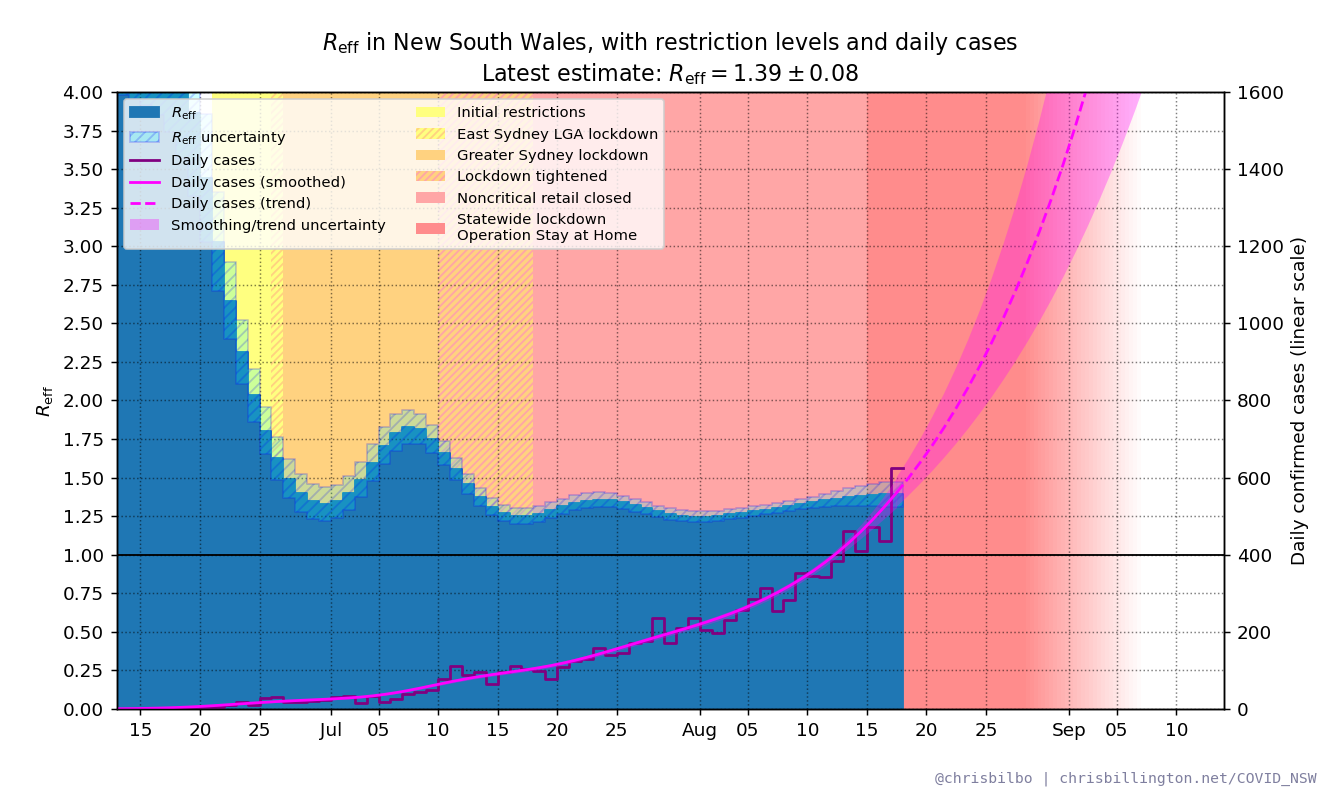 Reff in New South Wales, with restriction levels and daily cases
Latest estimate: Reff = 1.39 ± 0.08
4.00
3.75
3.50
3.25
3.00
2.75
2.50
2.25
2.00
1.75
1.50
1.25
1.00
0.75
0.50
0.25
0.00
Reff
Reff
Reff uncertainty
Daily cases
Daily cases (smoothed)
Daily cases (trend)
Smoothing/trend uncertainty
Initial restrictions
East Sydney LGA lockdown
Greater Sydney lockdown
Lockdown tightened
Noncritical retail closed
Statewide lockdown
Operation Stay at Home
1600
1400
1200
1000
800
600
400
200
0
Daily confirmed cases (linear scale)
15 20 25 Jul 05 10 15 20 25 Aug 05 10 15 20 25 Sep 05 10
@chrisbilbo | chrisbillington.net/COVID_NSW